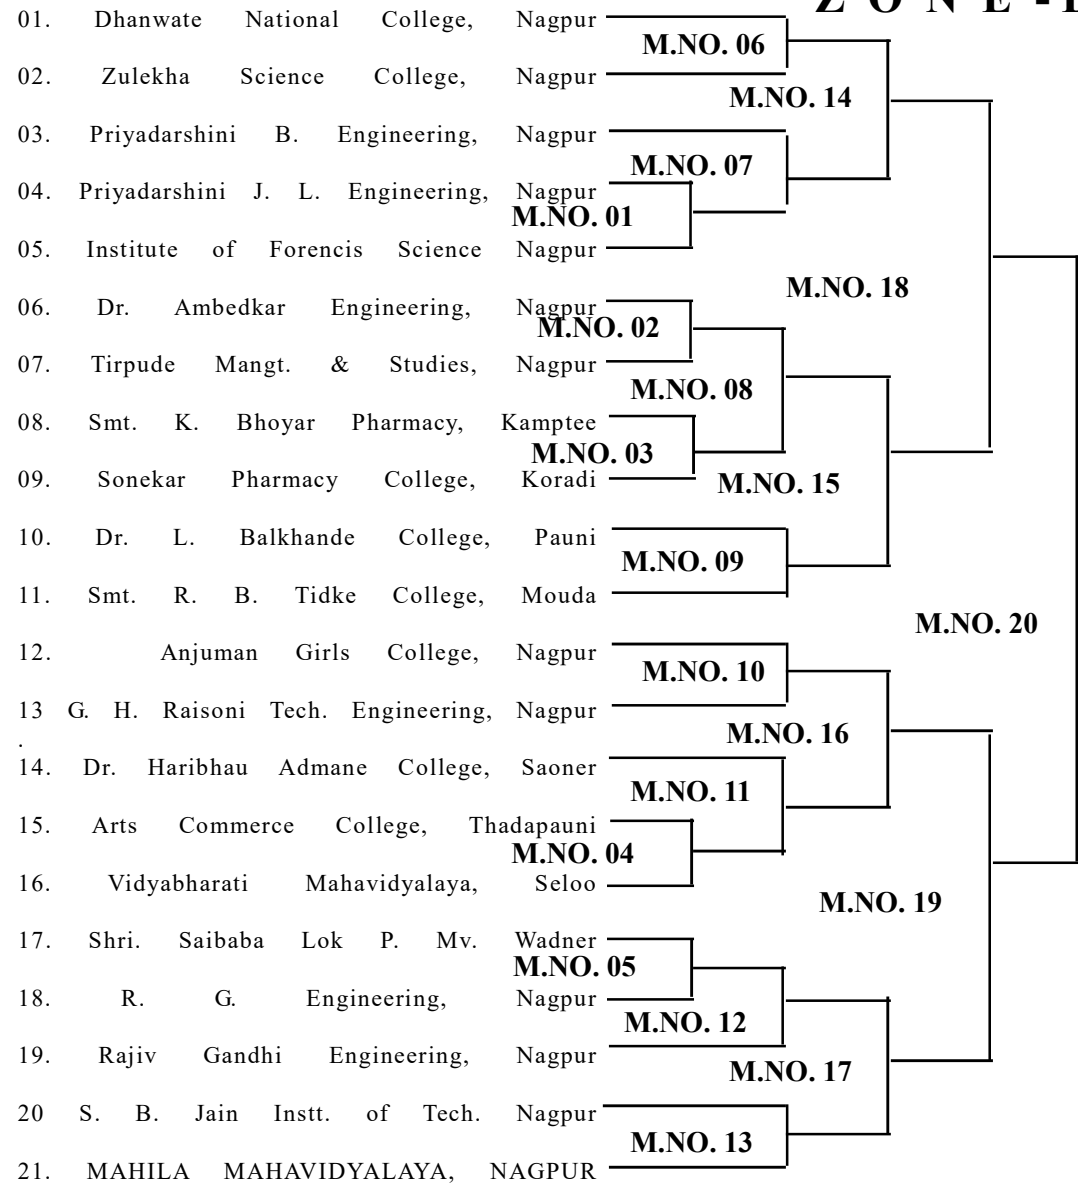 Z O N E -
01. Dhanwate National College, Nagpur
M.NO. 06
02. Zulekha Science College, Nagpur
M.NO. 14
03. Priyadarshini B. Engineering, Nagpur
M.NO. 07
04. Priyadarshini J. L. Engineering, Nagpur
M.NO. 01
05. Institute of Forencis Science Nagpur
M.NO. 18
06. Dr. Ambedkar Engineering, Nagpur
M.NO. 02
07. Tirpude Mangt. & Studies, Nagpur
M.NO. 08
08. Smt. K. Bhoyar Pharmacy, Kamptee
M.NO. 03
09. Sonekar Pharmacy College, Koradi
M.NO. 15
10. Dr. L. Balkhande College, Pauni
M.NO. 09
11. Smt. R. B. Tidke College, Mouda
M.NO. 20
12. Anjuman Girls College, Nagpur
M.NO. 10
13 G. H. Raisoni Tech. Engineering, Nagpur
.
M.NO. 16
14. Dr. Haribhau Admane College, Saoner
M.NO. 11
15. Arts Commerce College, Thadapauni
M.NO. 04
16. Vidyabharati Mahavidyalaya, Seloo
M.NO. 19
17. Shri. Saibaba Lok P. Mv. Wadner
M.NO. 05
18. R. G. Engineering, Nagpur
M.NO. 12
19. Rajiv Gandhi Engineering, Nagpur
M.NO. 17
20 S. B. Jain Instt. of Tech. Nagpur
M.NO. 13
21. MAHILA MAHAVIDYALAYA, NAGPUR